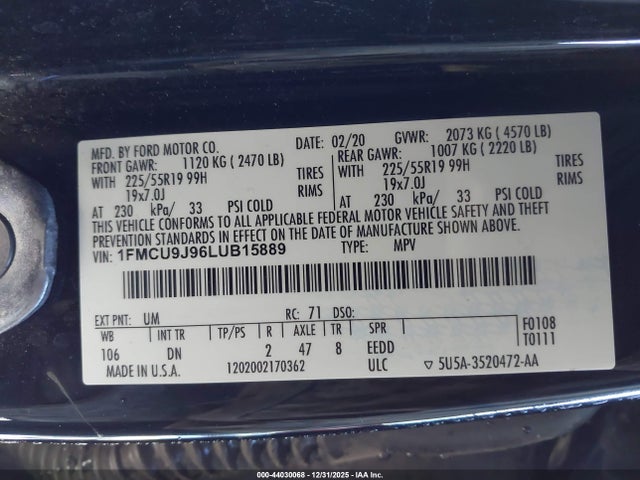 MFD. BY FORD MOTOR CO. DATE: 02/20 GVWR: 2073 KG ( 4570 LB)
FRONT GAWR: 1120 KG ( 2470 LB) REAR GAWR: 1007 KG ( 2220 LB)
WITH 225/55R19 99H TIRES WITH 225/55R19 99H TIRES
19x7.0J RIMS 19x7.0J RIMS
AT 230 kPa/ 33 PSI COLD AT 230 kPa/ 33 PSI COLD
THIS VEHICLE CONFORMS TO ALL APPLICABLE FEDERAL MOTOR VEHICLE SAFETY AND THEFT
PREVENTION STANDARDS IN EFFECT ON THE DATE OF MANUFACTURE SHOWN ABOVE.
VIN: 1FMCU9J96LUB15889 TYPE: MPV
EXT PNT: UM RC: 71 DSO:
WB INT TR TP/PS R AXLE TR SPR F0108
106 DN 2 47 8 EEDD T0111
MADE IN U.S.A. 1202002170362 ULC 5U5A-3520472-AA
000-44030068 - 12/31/2025 - IAA Inc.